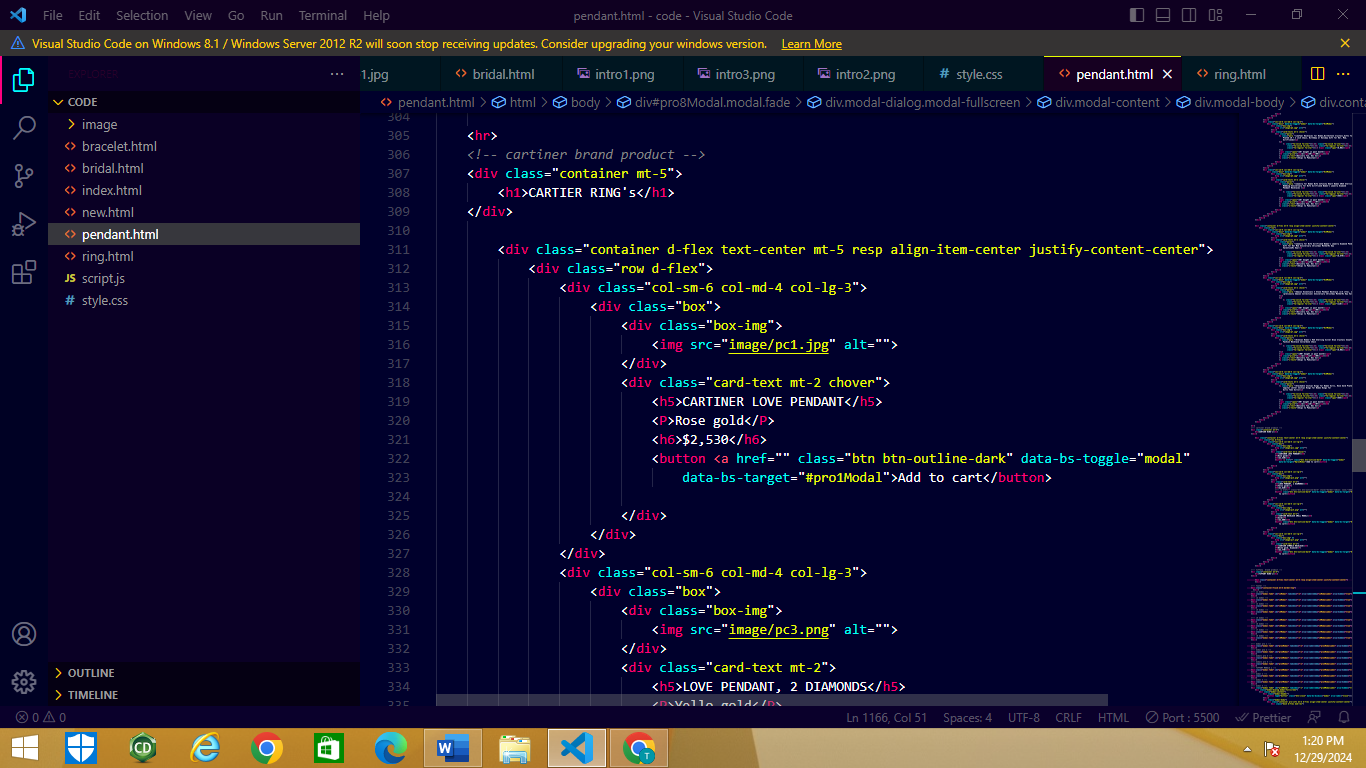 File Edit Selection View Go Run Terminal Help
pendant.html - code - Visual Studio Code
Visual Studio Code on Windows 8.1 / Windows Server 2012 R2 will soon stop receiving updates. Consider upgrading your windows version. Learn More
EXPLORER
1.jpg bridal.html intro1.png intro3.png intro2.png style.css pendant.html ring.html
pendant.html > html > body > div#pro8Modal.modal.fade > div.modal-dialog.modal-fullscreen > div.modal-content > div.modal-body > div.conta
CODE
image
bracelet.html
bridal.html
index.html
new.html
pendant.html
ring.html
JS script.js
# style.css
OUTLINE
TIMELINE
304
305 <hr>
306 <!-- cartiner brand product -->
307 <div class="container mt-5">
308 <h1>CARTIER RING's</h1>
309 </div>
310
311 <div class="container d-flex text-center mt-5 resp align-item-center justify-content-center">
312 <div class="row d-flex">
313 <div class="col-sm-6 col-md-4 col-lg-3">
314 <div class="box">
315 <div class="box-img">
316 <img src="image/pc1.jpg" alt="">
317 </div>
318 <div class="card-text mt-2 chover">
319 <h5>CARTINER LOVE PENDANT</h5>
320 <P>Rose gold</P>
321 <h6>$2,530</h6>
322 <button <a href="" class="btn btn-outline-dark" data-bs-toggle="modal"
323 data-bs-target="#pro1Modal">Add to cart</button>
324
325 </div>
326 </div>
327 </div>
328 <div class="col-sm-6 col-md-4 col-lg-3">
329 <div class="box">
330 <div class="box-img">
331 <img src="image/pc3.png" alt="">
332 </div>
333 <div class="card-text mt-2">
334 <h5>LOVE PENDANT, 2 DIAMONDS</h5>
335 <P>Yello gold</P>
0 0
Ln 1166, Col 51 Spaces: 4 UTF-8 CRLF HTML Port : 5500 Prettier
1:20 PM
12/29/2024